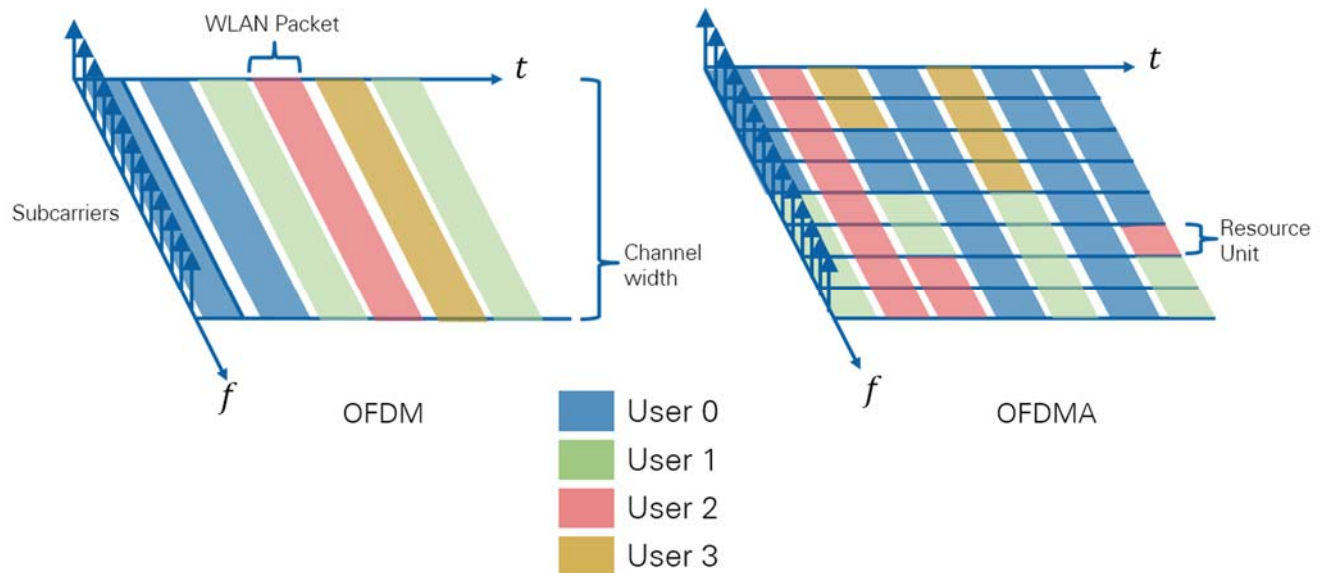 WLAN Packet
t
Subcarriers
Channel
width
f
OFDM
t
Resource
Unit
f
OFDMA
User 0
User 1
User 2
User 3